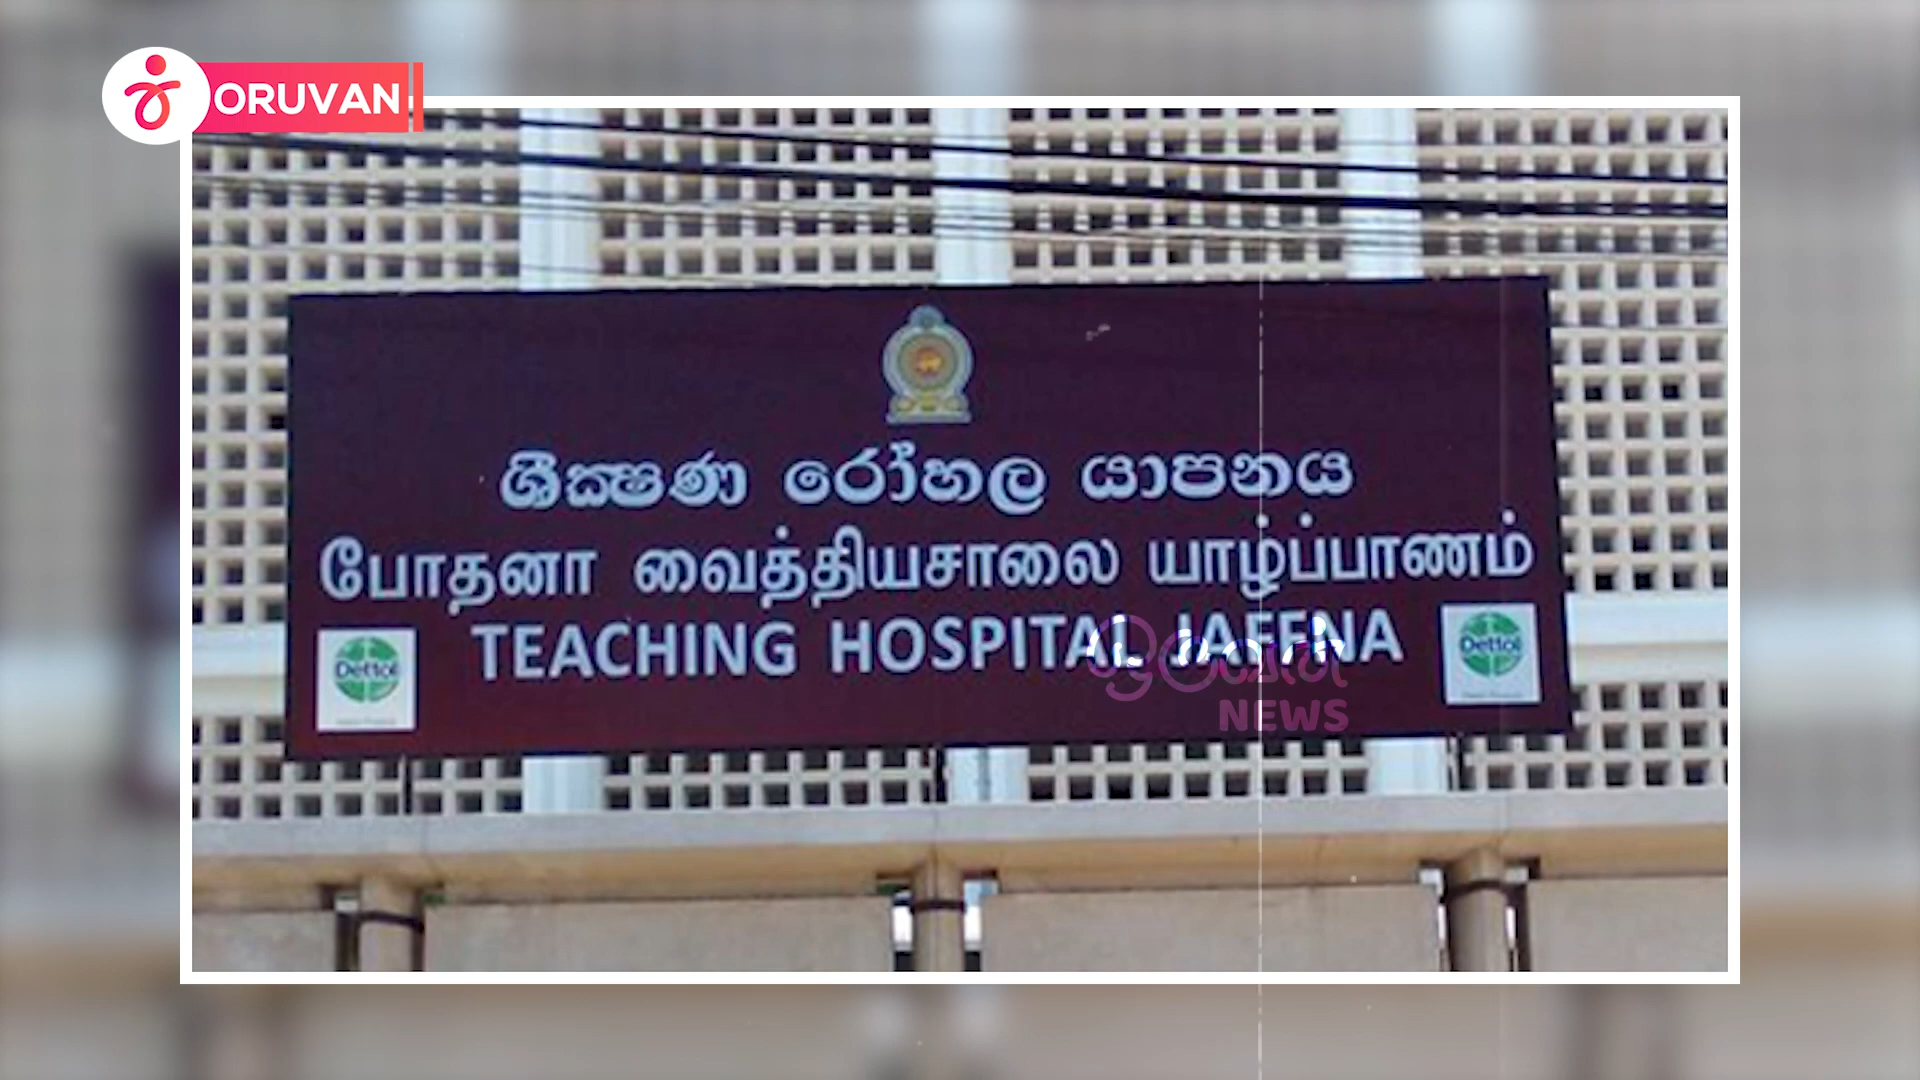 ORUVAN
ශීක්ෂණ රෝහල යාපනය
போதனா வைத்தியசாலை யாழ்ப்பாணம்
TEACHING HOSPITAL JAFFNA
Dettol
Dettol
NEWS